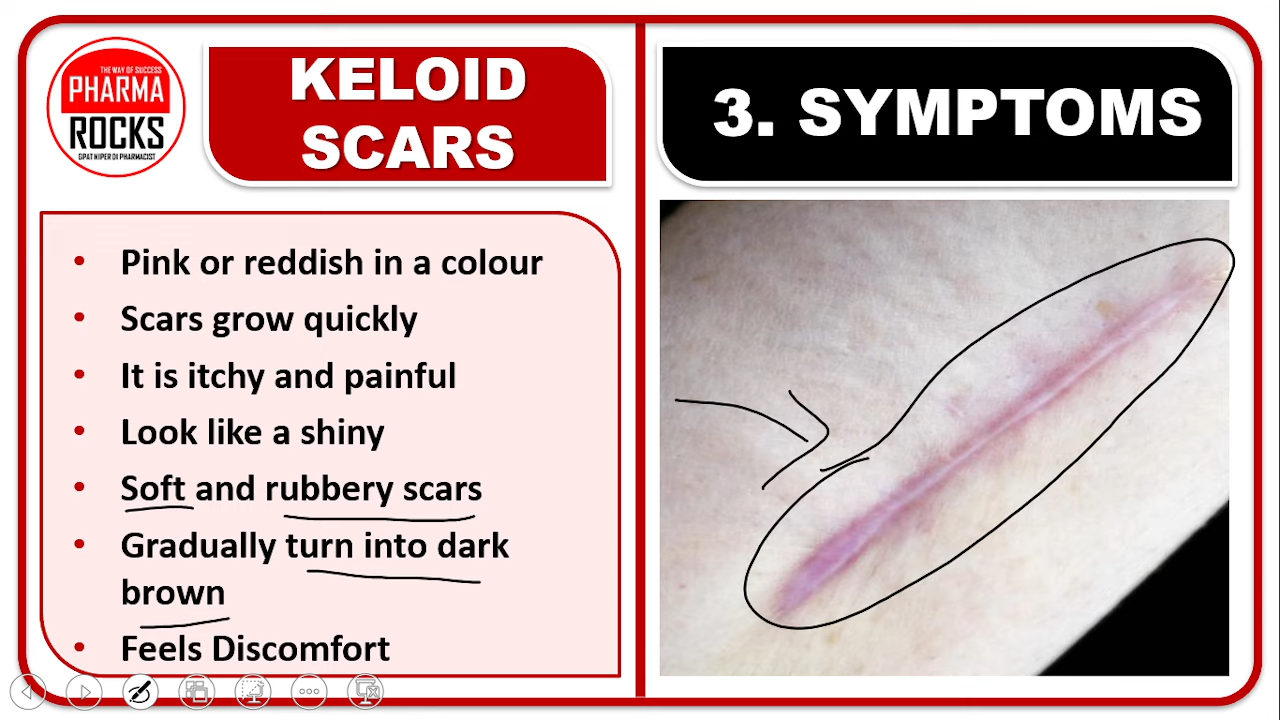 THE WAY OF SUCCESS
PHARMA
ROCKS
GPAT NIPER DI PHARMACIST
KELOID
SCARS
3. SYMPTOMS
• Pink or reddish in a colour
• Scars grow quickly
• It is itchy and painful
• Look like a shiny
• Soft and rubbery scars
• Gradually turn into dark
brown
• Feels Discomfort